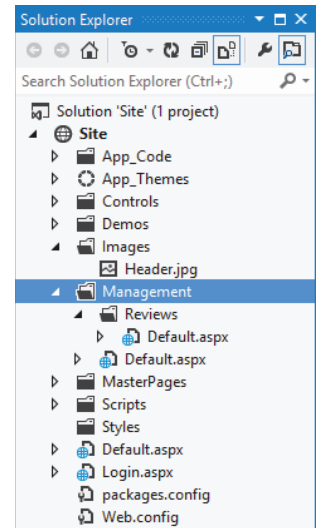 Solution Explorer
Search Solution Explorer (Ctrl+;)
Solution 'Site' (1 project)
Site
App_Code
App_Themes
Controls
Demos
Images
Header.jpg
Management
Reviews
Default.aspx
Default.aspx
MasterPages
Scripts
Styles
Default.aspx
Login.aspx
packages.config
Web.config